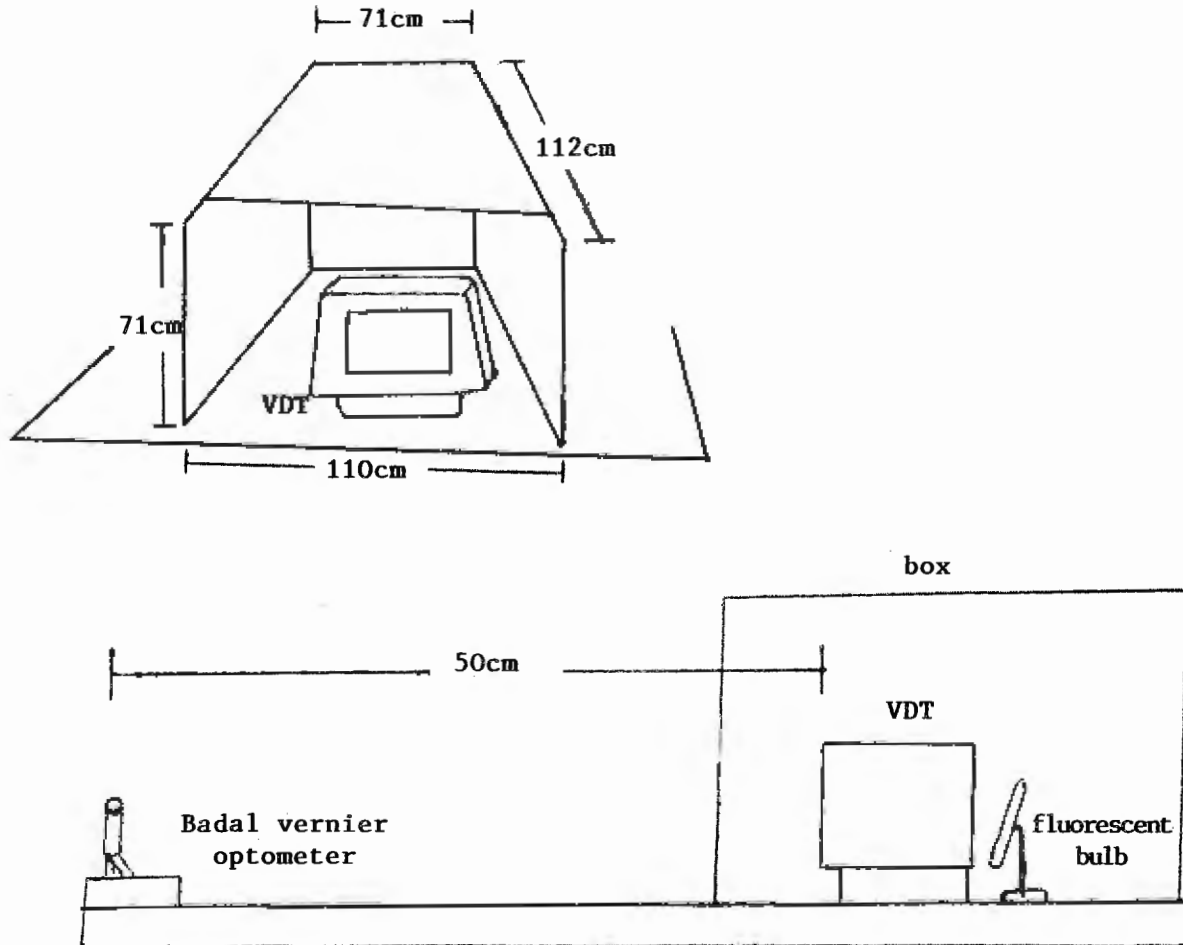 71cm
112cm
71cm
VDT
110cm
box
50cm
VDT
Badal vernier
optometer
fluorescent
bulb